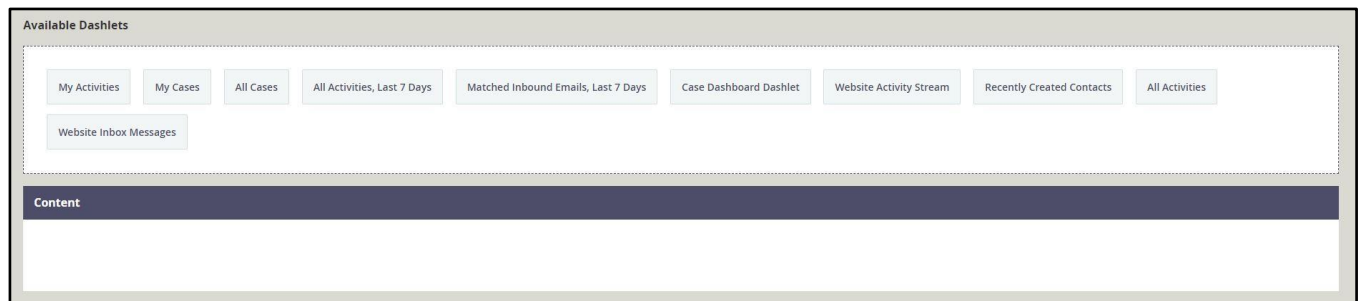 Available Dashlets
My Activities My Cases All Cases All Activities, Last 7 Days Matched Inbound Emails, Last 7 Days Case Dashboard Dashlet Website Activity Stream Recently Created Contacts All Activities
Website Inbox Messages
Content